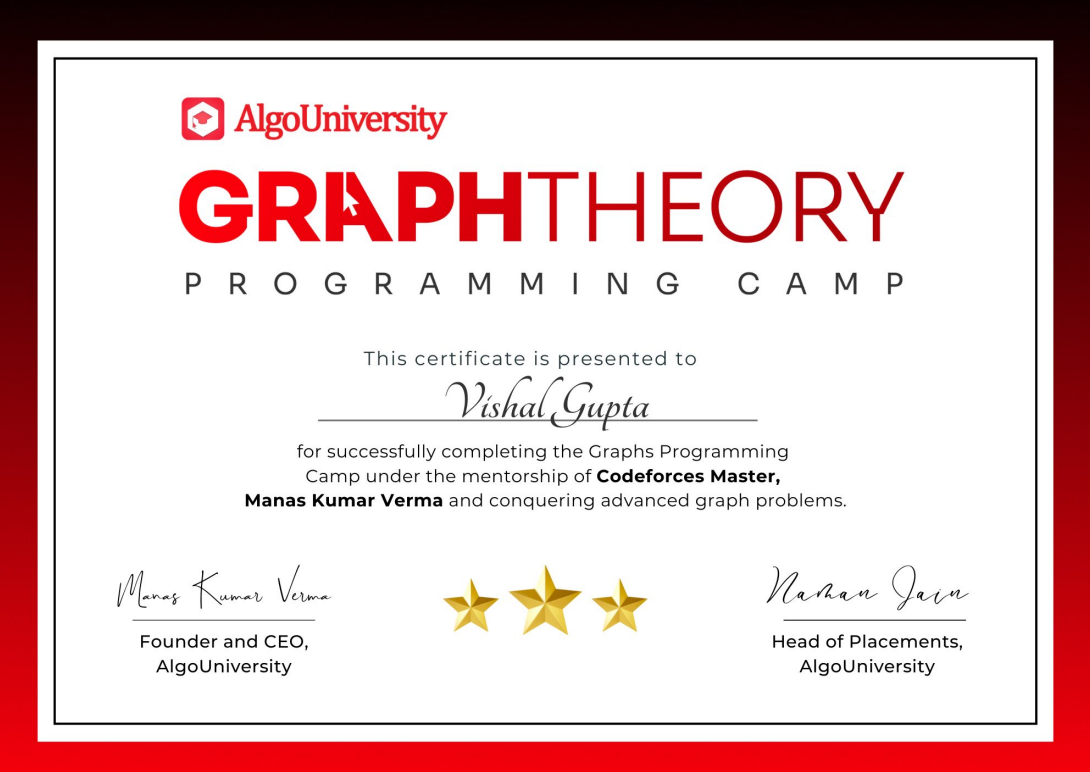 AlgoUniversity
GRAPHTHEORY
PROGRAMMING CAMP
This certificate is presented to
Vishal Gupta
for successfully completing the Graphs Programming
Camp under the mentorship of Codeforces Master,
Manas Kumar Verma and conquering advanced graph problems.
Manas Kumar Verma
Founder and CEO,
AlgoUniversity
Naman Jain
Head of Placements,
AlgoUniversity